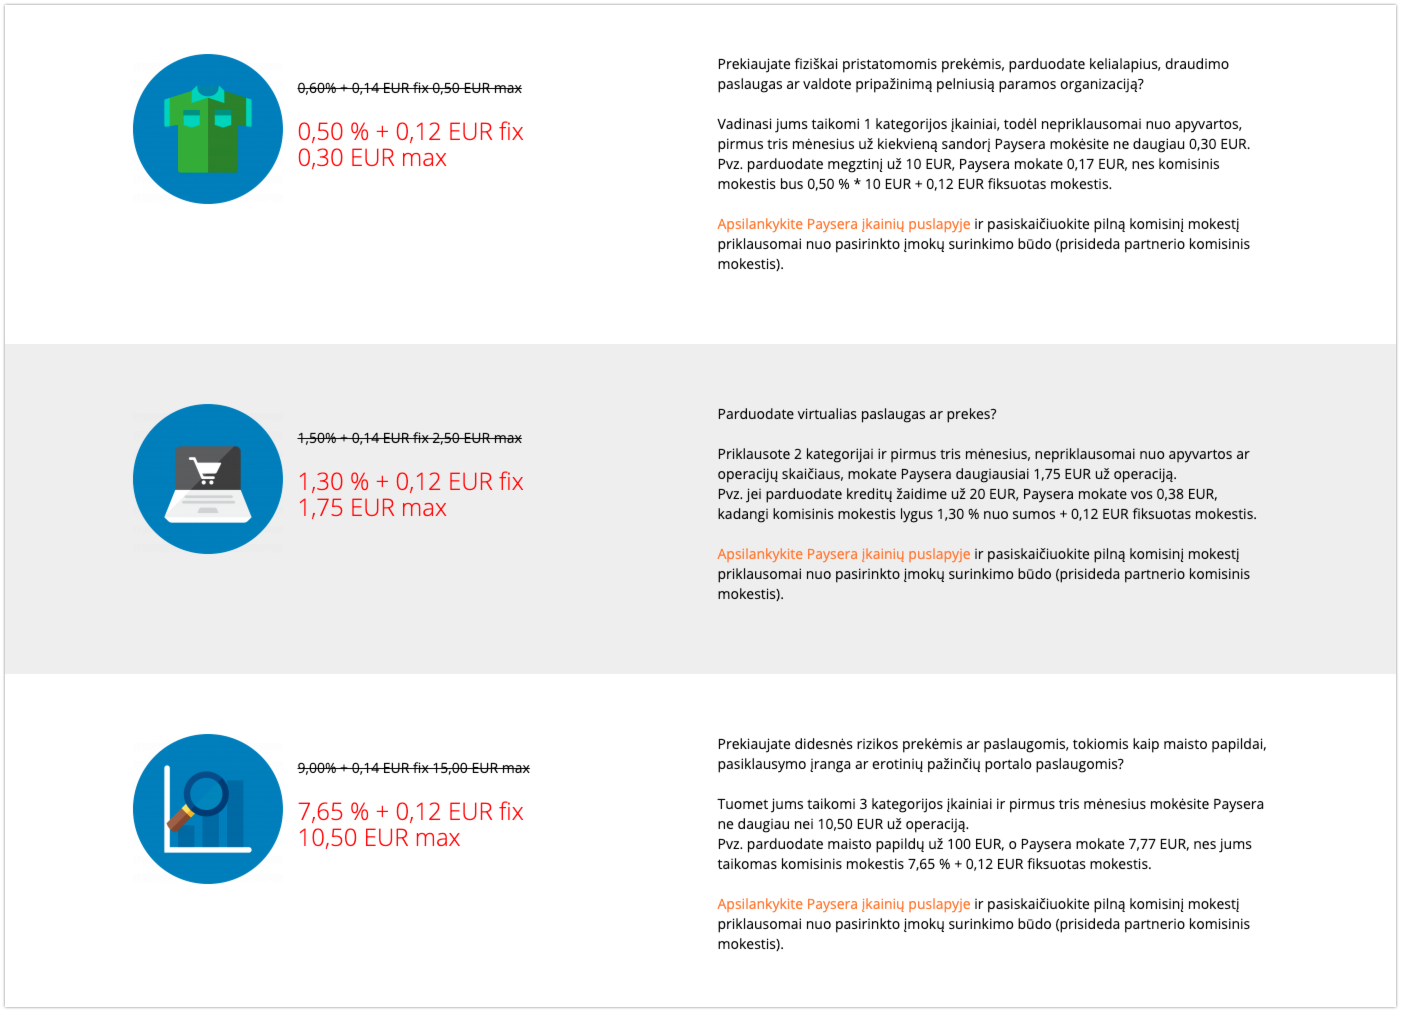 0,60% + 0,14 EUR fix 0,50 EUR max
0,50 % + 0,12 EUR fix
0,30 EUR max
Prekiaujate fiziškai pristatomomis prekėmis, parduodate kelialapius, draudimo
paslaugas ar valdote pripažinimą pelniusią paramos organizaciją?
Vadinasi jums taikomi 1 kategorijos įkainiai, todėl nepriklausomai nuo apyvartos,
pirmus tris mėnesius už kiekvieną sandorį Paysera mokėsite ne daugiau 0,30 EUR.
Pvz. parduodate megztinį už 10 EUR, Paysera mokate 0,17 EUR, nes komisinis
mokestis bus 0,50 % * 10 EUR + 0,12 EUR fiksuotas mokestis.
Apsilankykite Paysera įkainių puslapyje ir pasiskaičiuokite pilną komisinį mokestį
priklausomai nuo pasirinkto įmokų surinkimo būdo (prisideda partnerio komisinis
mokestis).
1,50% + 0,14 EUR fix 2,50 EUR max
1,30 % + 0,12 EUR fix
1,75 EUR max
Parduodate virtualias paslaugas ar prekes?
Priklausote 2 kategorijai ir pirmus tris mėnesius, nepriklausomai nuo apyvartos ar
operacijų skaičiaus, mokate Paysera daugiausiai 1,75 EUR už operaciją.
Pvz. jei parduodate kreditų žaidime už 20 EUR, Paysera mokate vos 0,38 EUR,
kadangi komisinis mokestis lygus 1,30 % nuo sumos + 0,12 EUR fiksuotas mokestis.
Apsilankykite Paysera įkainių puslapyje ir pasiskaičiuokite pilną komisinį mokestį
priklausomai nuo pasirinkto įmokų surinkimo būdo (prisideda partnerio komisinis
mokestis).
9,00% + 0,14 EUR fix 15,00 EUR max
7,65 % + 0,12 EUR fix
10,50 EUR max
Prekiaujate didesnės rizikos prekėmis ar paslaugomis, tokiomis kaip maisto papildai,
pasiklausymo įranga ar erotinių pažinčių portalo paslaugomis?
Tuomet jums taikomi 3 kategorijos įkainiai ir pirmus tris mėnesius mokėsite Paysera
ne daugiau nei 10,50 EUR už operaciją.
Pvz. parduodate maisto papildų už 100 EUR, o Paysera mokate 7,77 EUR, nes jums
taikomas komisinis mokestis 7,65 % + 0,12 EUR fiksuotas mokestis.
Apsilankykite Paysera įkainių puslapyje ir pasiskaičiuokite pilną komisinį mokestį
priklausomai nuo pasirinkto įmokų surinkimo būdo (prisideda partnerio komisinis
mokestis).